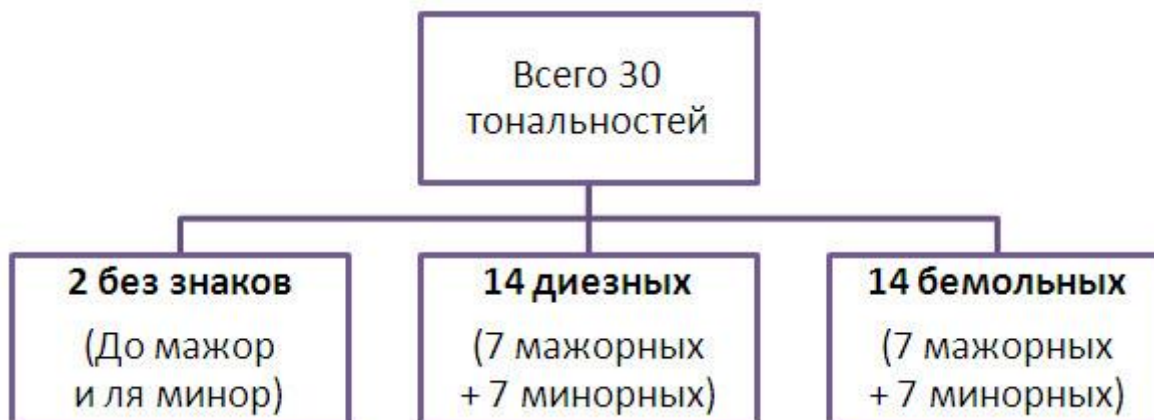 Всего 30
тональностей
2 без знаков
(До мажор
и ля минор)
14 диезных
(7 мажорных
+ 7 минорных)
14 бемольных
(7 мажорных
+ 7 минорных)